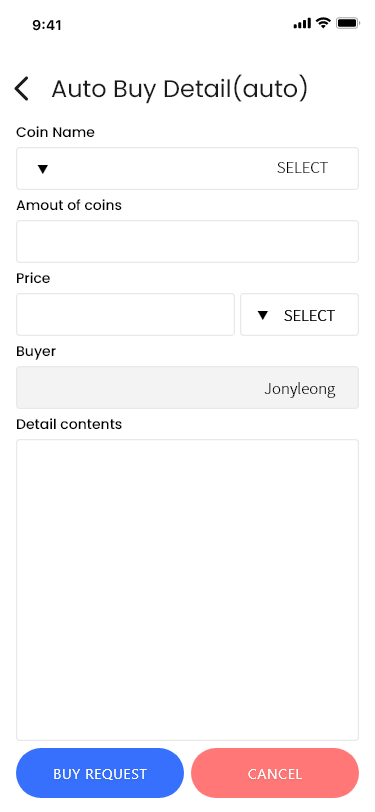 9:41
Auto Buy Detail(auto)
Coin Name
SELECT
Amout of coins
Price
SELECT
Buyer
Jonyleong
Detail contents
BUY REQUEST CANCEL